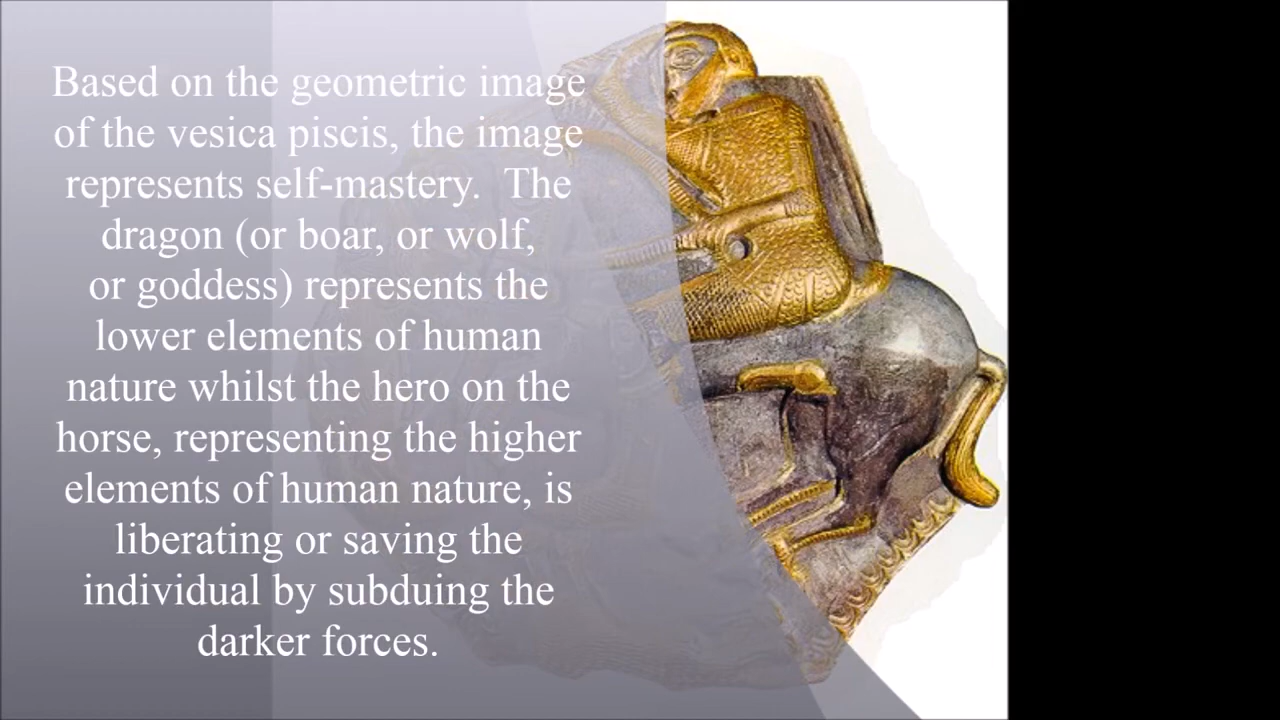 Based on the geometric image
of the vesica piscis, the image
represents self-mastery.  The
dragon (or boar, or wolf,
or goddess) represents the
lower elements of human
nature whilst the hero on the
horse, representing the higher
elements of human nature, is
liberating or saving the
individual by subduing the
darker forces.